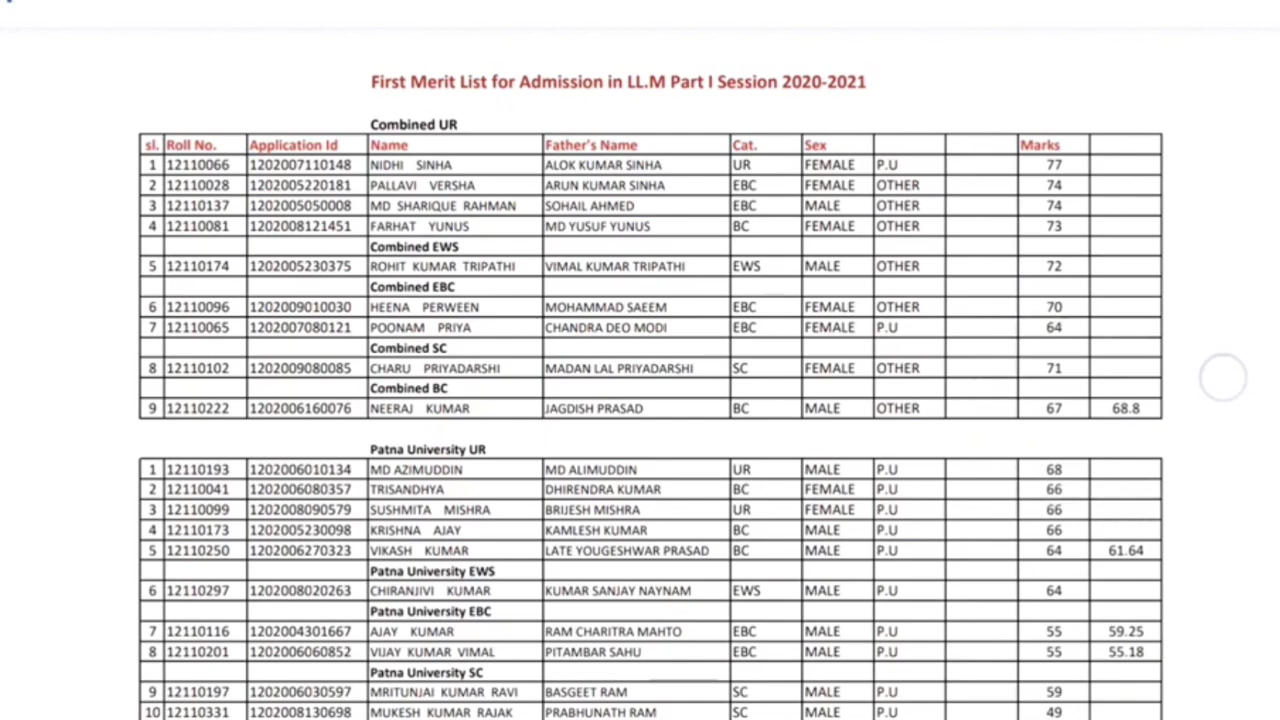 First Merit List for Admission in LL.M Part I Session 2020-2021
Combined UR
sl. Roll No. Application Id Name Father's Name Cat. Sex Marks
1 12110066 1202007110148 NIDHI SINHA ALOK KUMAR SINHA UR FEMALE P.U 77
2 12110028 1202005220181 PALLAVI VERSHA ARUN KUMAR SINHA EBC FEMALE OTHER 74
3 12110137 1202005050008 MD SHARIQUE RAHMAN SOHAIL AHMED EBC MALE OTHER 74
4 12110081 1202008121451 FARHAT YUNUS MD YUSUF YUNUS BC FEMALE OTHER 73
Combined EWS
5 12110174 1202005230375 ROHIT KUMAR TRIPATHI VIMAL KUMAR TRIPATHI EWS MALE OTHER 72
Combined EBC
6 12110096 1202009010030 HEENA PERWEEN MOHAMMAD SAEEM EBC FEMALE OTHER 70
7 12110065 1202007080121 POONAM PRIYA CHANDRA DEO MODI EBC FEMALE P.U 64
Combined SC
8 12110102 1202009080085 CHARU PRIYADARSHI MADAN LAL PRIYADARSHI SC FEMALE OTHER 71
Combined BC
9 12110222 1202006160076 NEERAJ KUMAR JAGDISH PRASAD BC MALE OTHER 67 68.8
Patna University UR
1 12110193 1202006010134 MD AZIMUDDIN MD ALIMUDDIN UR MALE P.U 68
2 12110041 1202006080357 TRISANDHYA DHIRENDRA KUMAR BC FEMALE P.U 66
3 12110099 1202008090579 SUSHMITA MISHRA BRIJESH MISHRA UR FEMALE P.U 66
4 12110173 1202005230098 KRISHNA AJAY KAMLESH KUMAR BC MALE P.U 66
5 12110250 1202006270323 VIKASH KUMAR LATE YOUGESHWAR PRASAD BC MALE P.U 64 61.64
Patna University EWS
6 12110297 1202008020263 CHIRANJIVI KUMAR KUMAR SANJAY NAYNAM EWS MALE P.U 64
Patna University EBC
7 12110116 1202004301667 AJAY KUMAR RAM CHARITRA MAHTO EBC MALE P.U 55 59.25
8 12110201 1202006060852 VIJAY KUMAR VIMAL PITAMBAR SAHU EBC MALE P.U 55 55.18
Patna University SC
9 12110197 1202006030597 MRITUNJAI KUMAR RAVI BASGEET RAM SC MALE P.U 59
10 12110331 1202008130698 MUKESH KUMAR RAJAK PRABHUNATH RAM SC MALE P.U 49